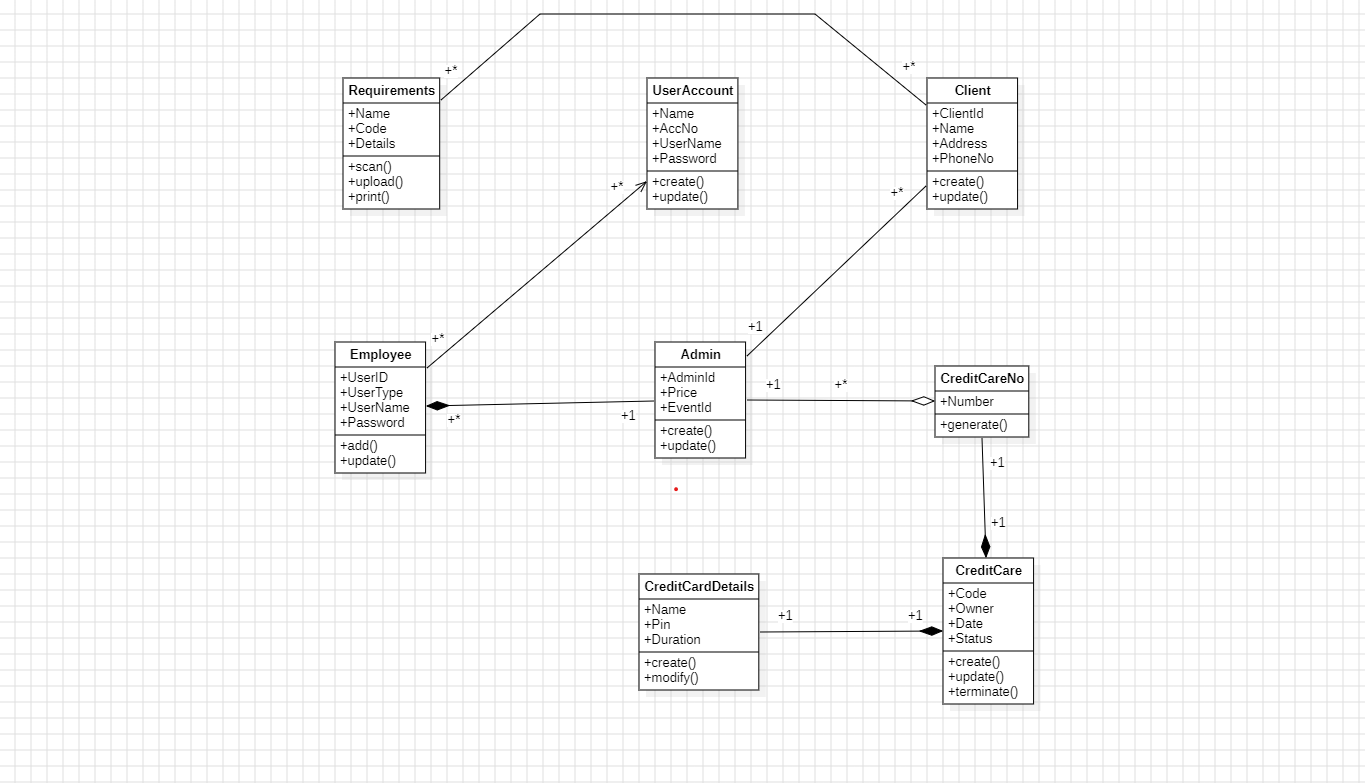 +*
+*
Requirements
+Name
+Code
+Details
+scan()
+upload()
+print()
UserAccount
+Name
+AccNo
+UserName
+Password
+create()
+update()
Client
+ClientId
+Name
+Address
+PhoneNo
+create()
+update()
+*
+*
+*
+1
Employee
+UserID
+UserType
+UserName
+Password
+add()
+update()
+*
+1
Admin
+AdminId
+Price
+EventId
+create()
+update()
+1
+*
CreditCareNo
+Number
+generate()
+1
+1
CreditCardDetails
+Name
+Pin
+Duration
+create()
+modify()
+1
+1
CreditCare
+Code
+Owner
+Date
+Status
+create()
+update()
+terminate()